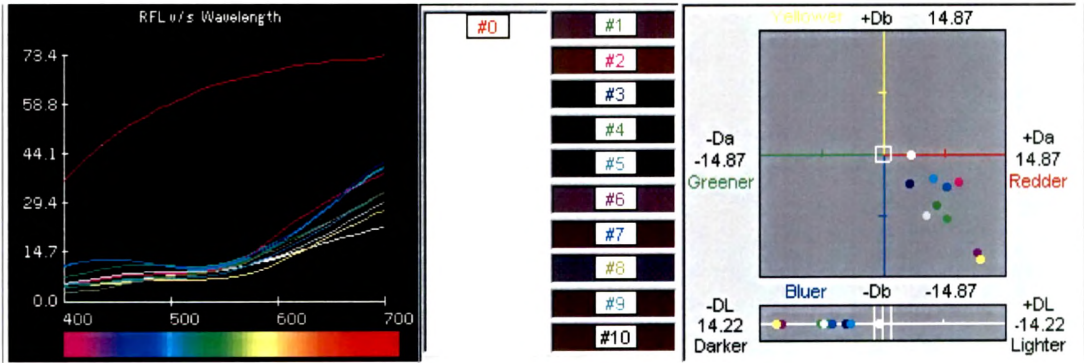 RFL v/s Wavelength
73.4
58.8
44.1
29.4
14.7
0.0
400 500 600 700
#0
#1
#2
#3
#4
#5
#6
#7
#8
#9
#10
Yellower +Db 14.87
-Da
-14.87
Greener
+Da
14.87
Redder
Bluer -Db -14.87
-DL
14.22
Darker
+DL
-14.22
Lighter